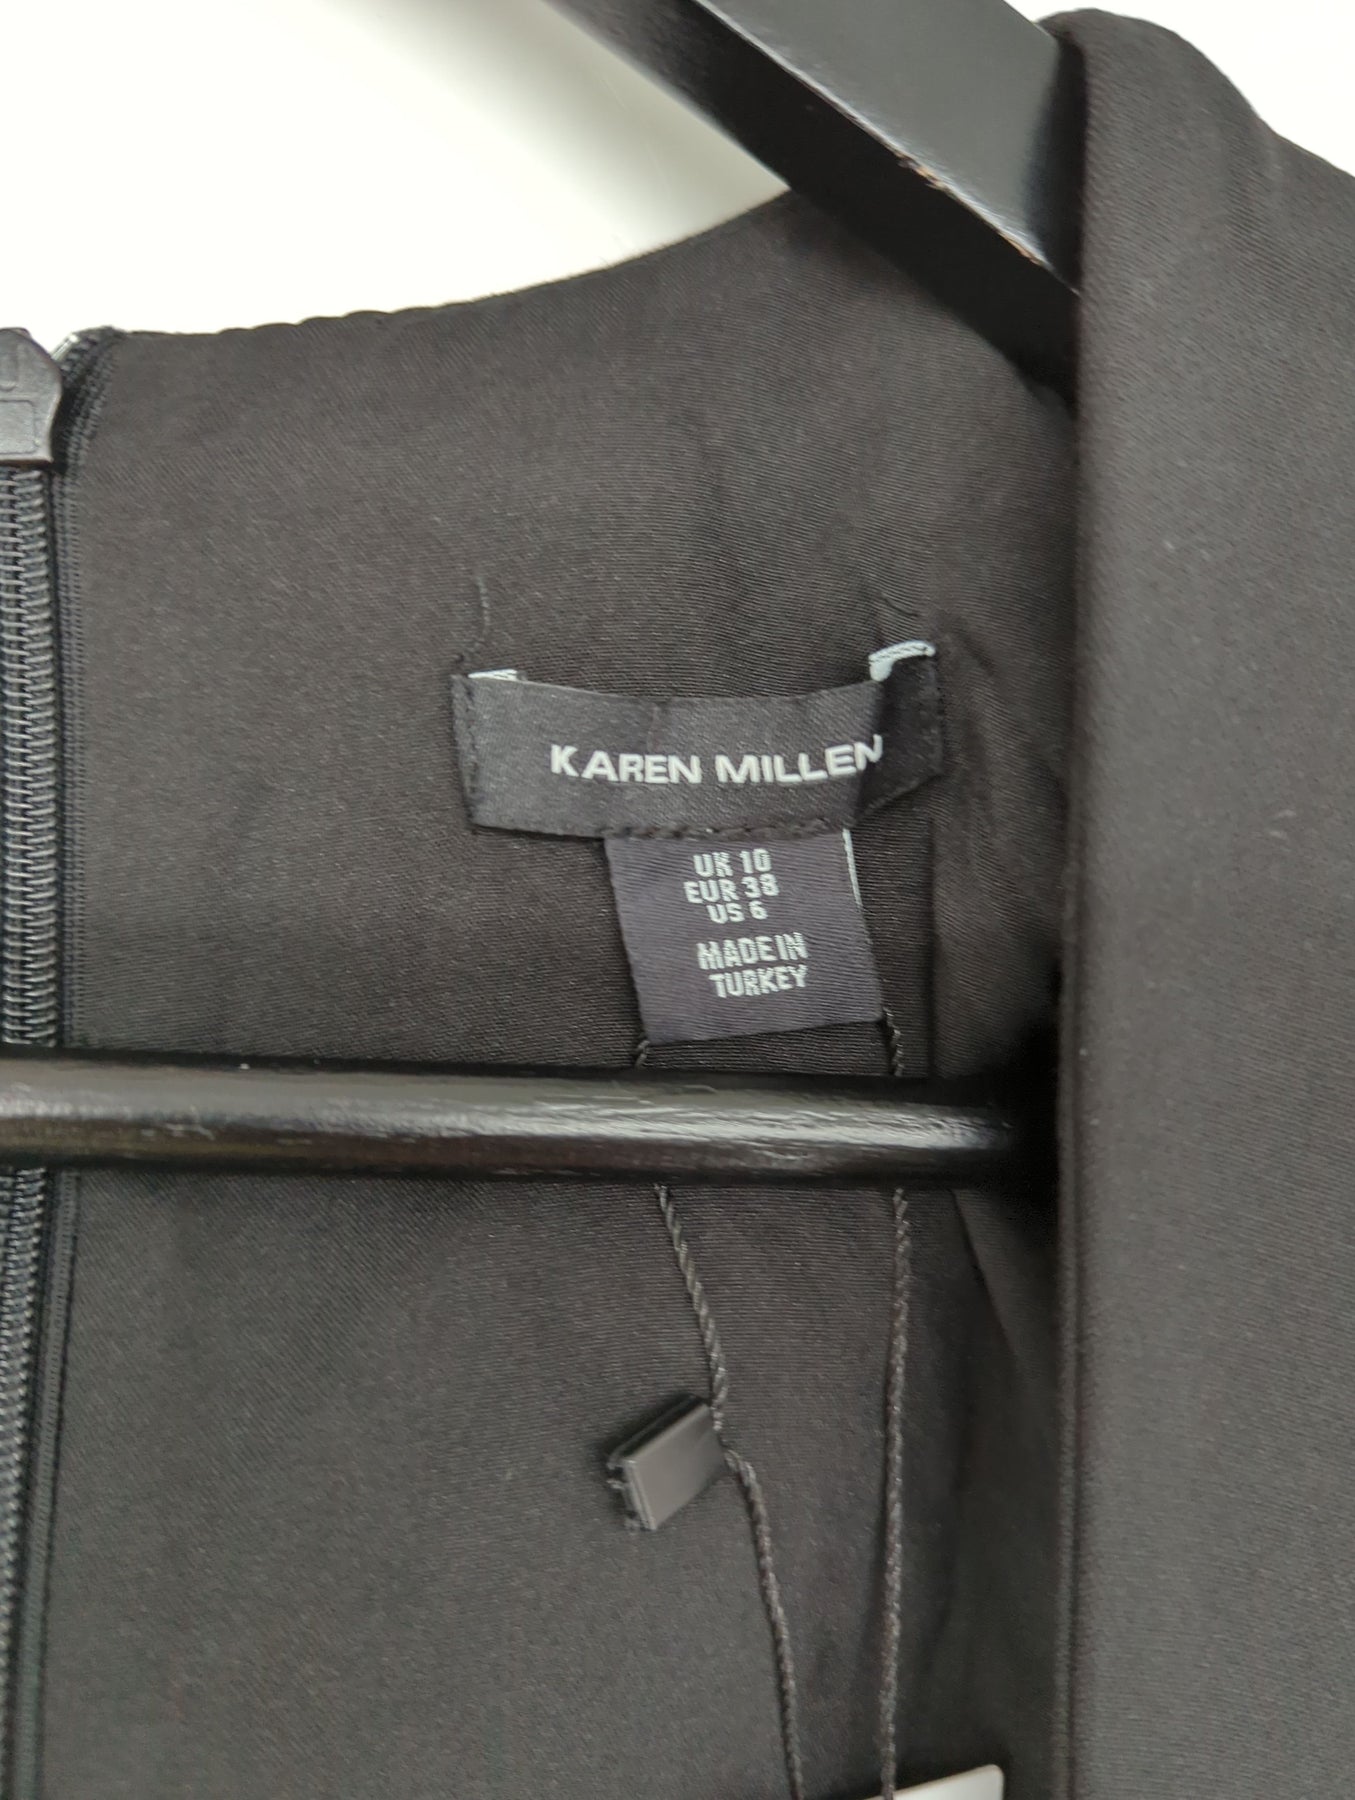 KAREN MILLEN
UK 10
EUR 38
US 6
MADE IN
TURKEY